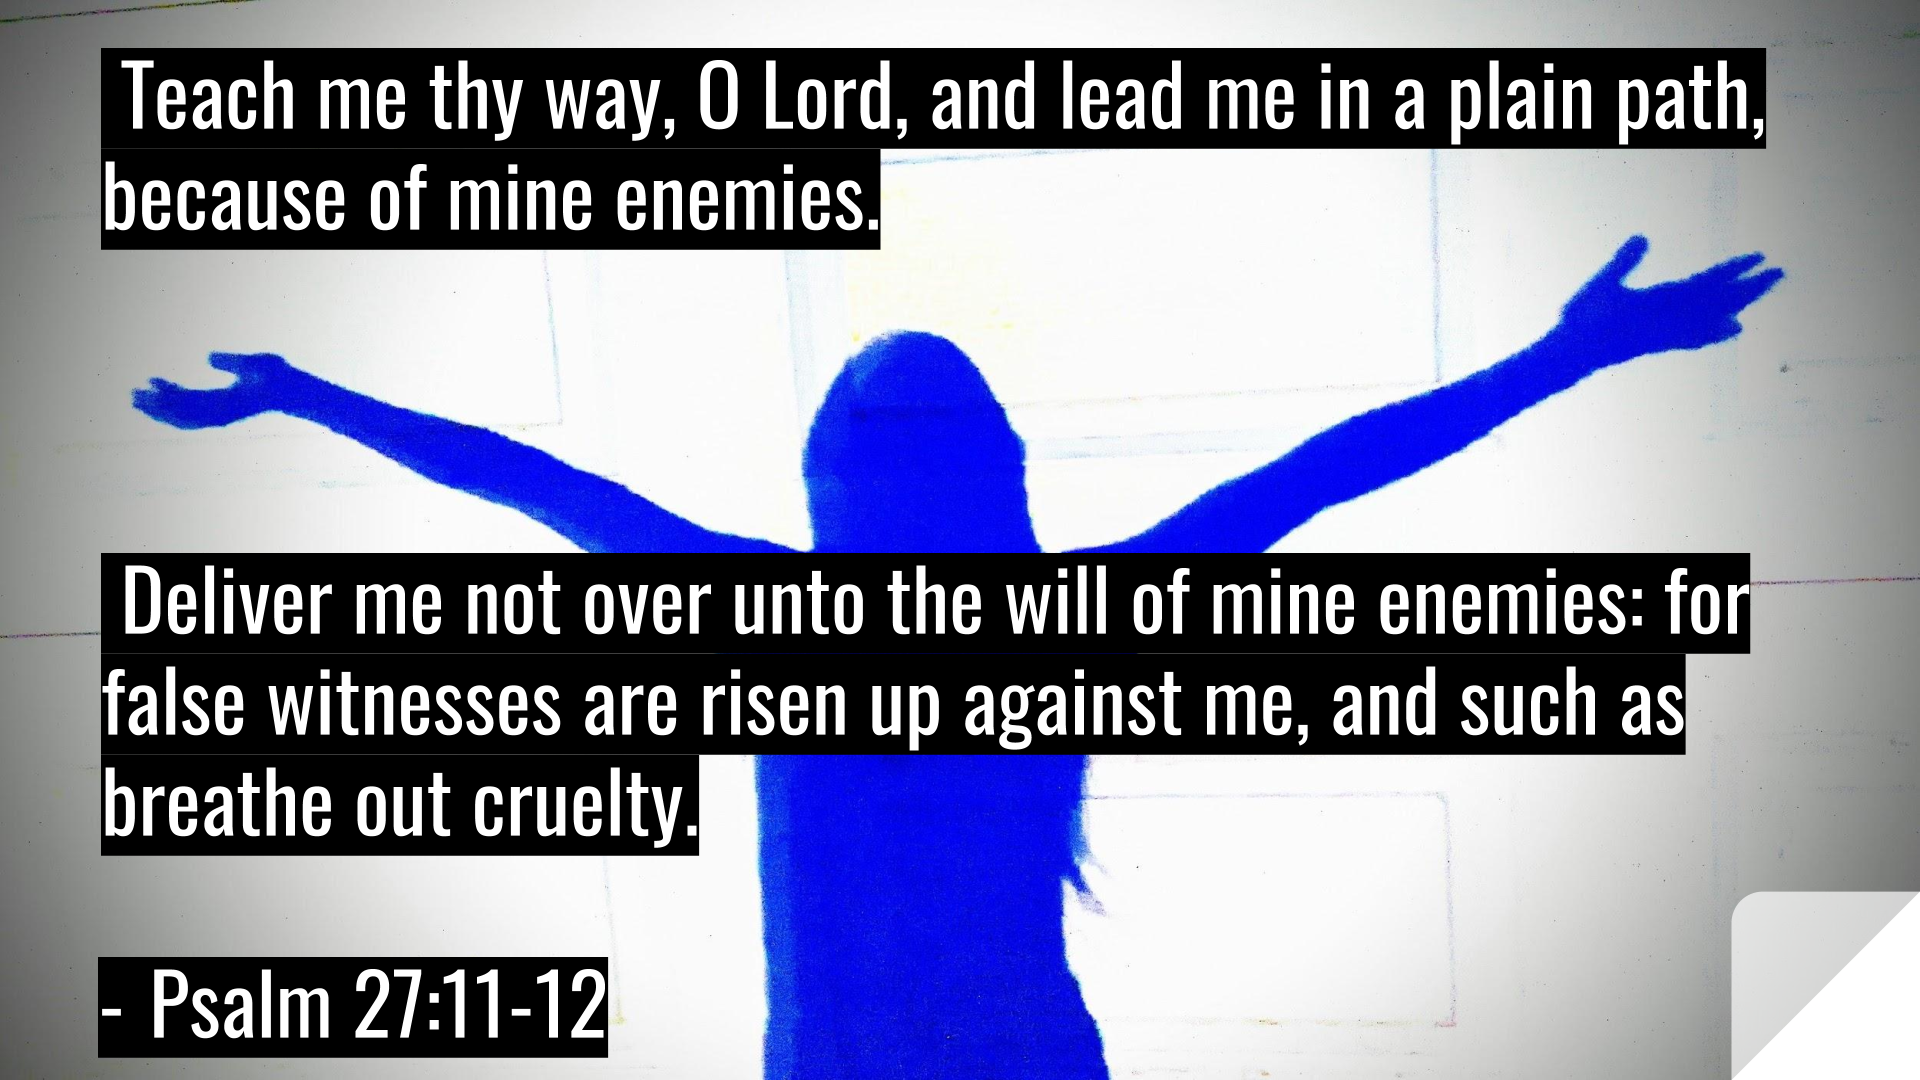 Teach me thy way, O Lord, and lead me in a plain path,
because of mine enemies.
Deliver me not over unto the will of mine enemies: for
false witnesses are risen up against me, and such as
breathe out cruelty.
- Psalm 27:11-12